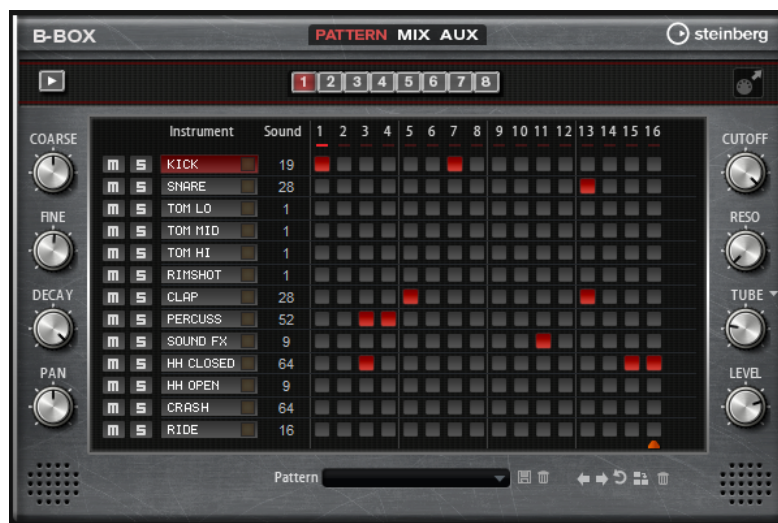 B-BOX PATTERN MIX AUX steinberg
1 2 3 4 5 6 7 8
COARSE Instrument Sound 1 2 3 4 5 6 7 8 9 10 11 12 13 14 15 16 CUTOFF
m S KICK 19
m S SNARE 28
FINE m S TOM LO 1 RESO
m S TOM MID 1
m S TOM HI 1
m S RIMSHOT 1
DECAY m S CLAP 28 TUBE
m S PERCUSS 52
m S SOUND FX 9
PAN m S HH CLOSED 64 LEVEL
m S HH OPEN 9
m S CRASH 64
m S RIDE 16
Pattern